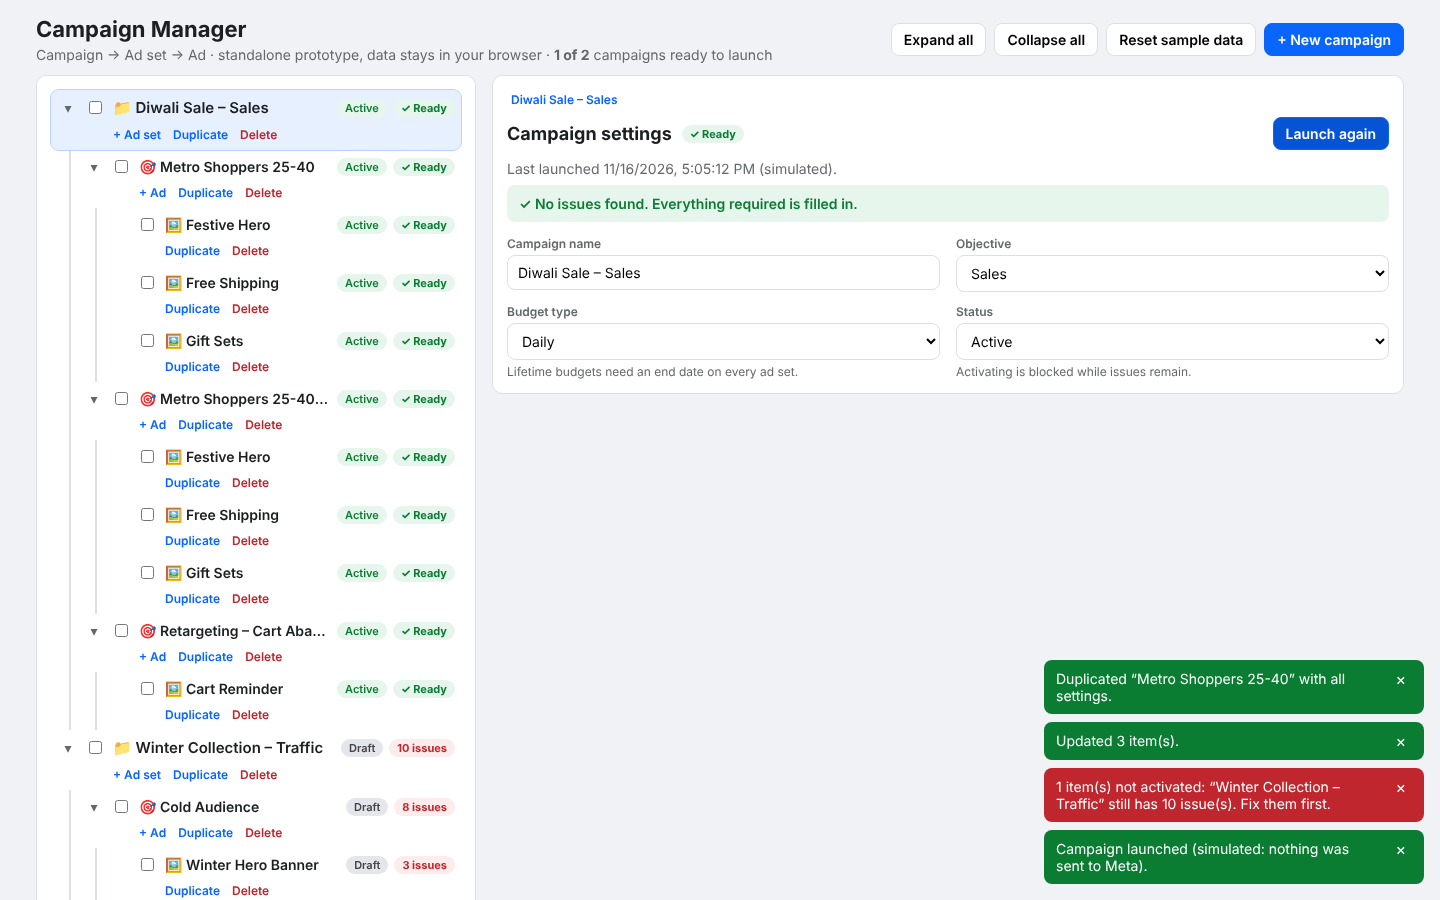 Campaign Manager
Campaign → Ad set → Ad · standalone prototype, data stays in your browser · 1 of 2 campaigns ready to launch
Expand all
Collapse all
Reset sample data
+ New campaign
Diwali Sale – Sales
Active
✓ Ready
+ Ad set Duplicate Delete
Metro Shoppers 25-40
Active
✓ Ready
+ Ad Duplicate Delete
Festive Hero
Active
✓ Ready
Duplicate Delete
Free Shipping
Active
✓ Ready
Duplicate Delete
Gift Sets
Active
✓ Ready
Duplicate Delete
Metro Shoppers 25-40...
Active
✓ Ready
+ Ad Duplicate Delete
Festive Hero
Active
✓ Ready
Duplicate Delete
Free Shipping
Active
✓ Ready
Duplicate Delete
Gift Sets
Active
✓ Ready
Duplicate Delete
Retargeting – Cart Aba...
Active
✓ Ready
+ Ad Duplicate Delete
Cart Reminder
Active
✓ Ready
Duplicate Delete
Winter Collection – Traffic
Draft
10 issues
+ Ad set Duplicate Delete
Cold Audience
Draft
8 issues
+ Ad Duplicate Delete
Winter Hero Banner
Draft
3 issues
Duplicate Delete
Diwali Sale – Sales
Campaign settings
✓ Ready
Launch again
Last launched 11/16/2026, 5:05:12 PM (simulated).
✓ No issues found. Everything required is filled in.
Campaign name
Diwali Sale – Sales
Objective
Sales
Budget type
Daily
Lifetime budgets need an end date on every ad set.
Status
Active
Activating is blocked while issues remain.
Duplicated “Metro Shoppers 25-40” with all
settings.
×
Updated 3 item(s).
×
1 item(s) not activated: “Winter Collection –
Traffic” still has 10 issue(s). Fix them first.
×
Campaign launched (simulated: nothing was
sent to Meta).
×